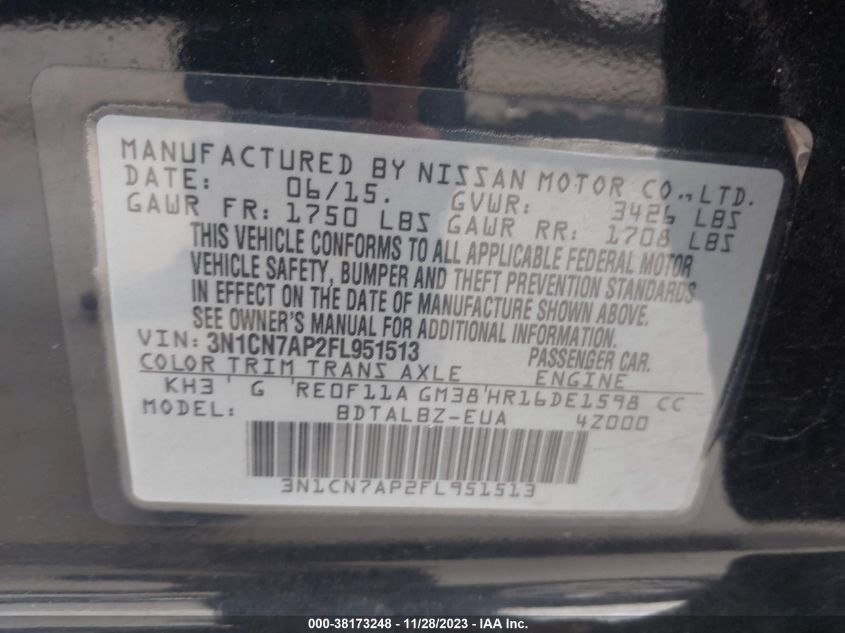 MANUFACTURED BY NISSAN MOTOR CO.,LTD.
DATE: 06/15. GVWR: 3426 LBS
GAWR FR: 1750 LBS GAWR RR: 1708 LBS
THIS VEHICLE CONFORMS TO ALL APPLICABLE FEDERAL MOTOR
VEHICLE SAFETY, BUMPER AND THEFT PREVENTION STANDARDS
IN EFFECT ON THE DATE OF MANUFACTURE SHOWN ABOVE.
SEE OWNER'S MANUAL FOR ADDITIONAL INFORMATION.
VIN: 3N1CN7AP2FL951513 PASSENGER CAR.
COLOR TRIM TRANS AXLE ENGINE
KH3 ' G 'RE0F11A GM38'HR16DE1598 CC
MODEL: BDTALBZ-EUA 4Z000
3N1CN7AP2FL951513
000-38173248 - 11/28/2023 - IAA Inc.